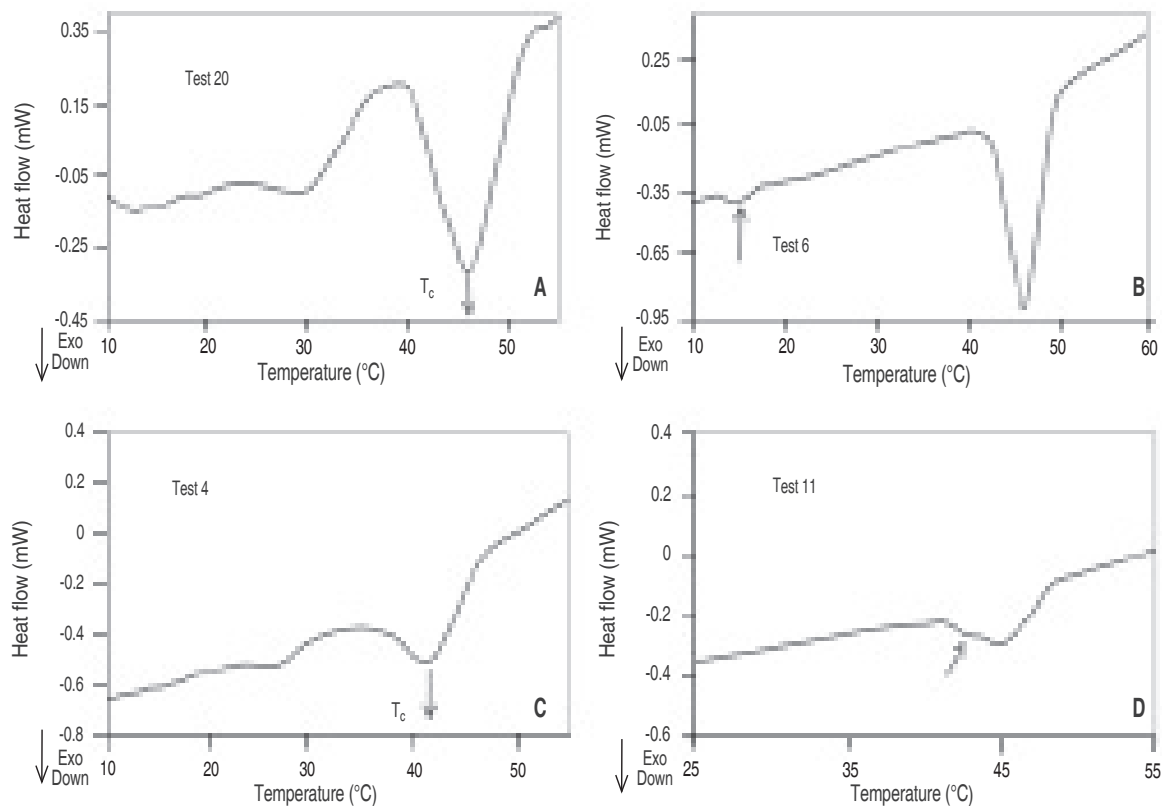 0.35
0.15
-0.05
-0.25
-0.45
Heat flow (mW)
Test 20
T_c
A
Exo
Down
10 20 30 40 50
Temperature (°C)
0.25
-0.05
-0.35
-0.65
-0.95
Heat flow (mW)
Test 6
B
Exo
Down
10 20 30 40 50 60
Temperature (°C)
0.4
0.2
0
-0.2
-0.4
-0.6
-0.8
Heat flow (mW)
Test 4
T_c
C
Exo
Down
10 20 30 40 50
Temperature (°C)
0.4
0.2
0
-0.2
-0.4
-0.6
Heat flow (mW)
Test 11
D
Exo
Down
25 35 45 55
Temperature (°C)